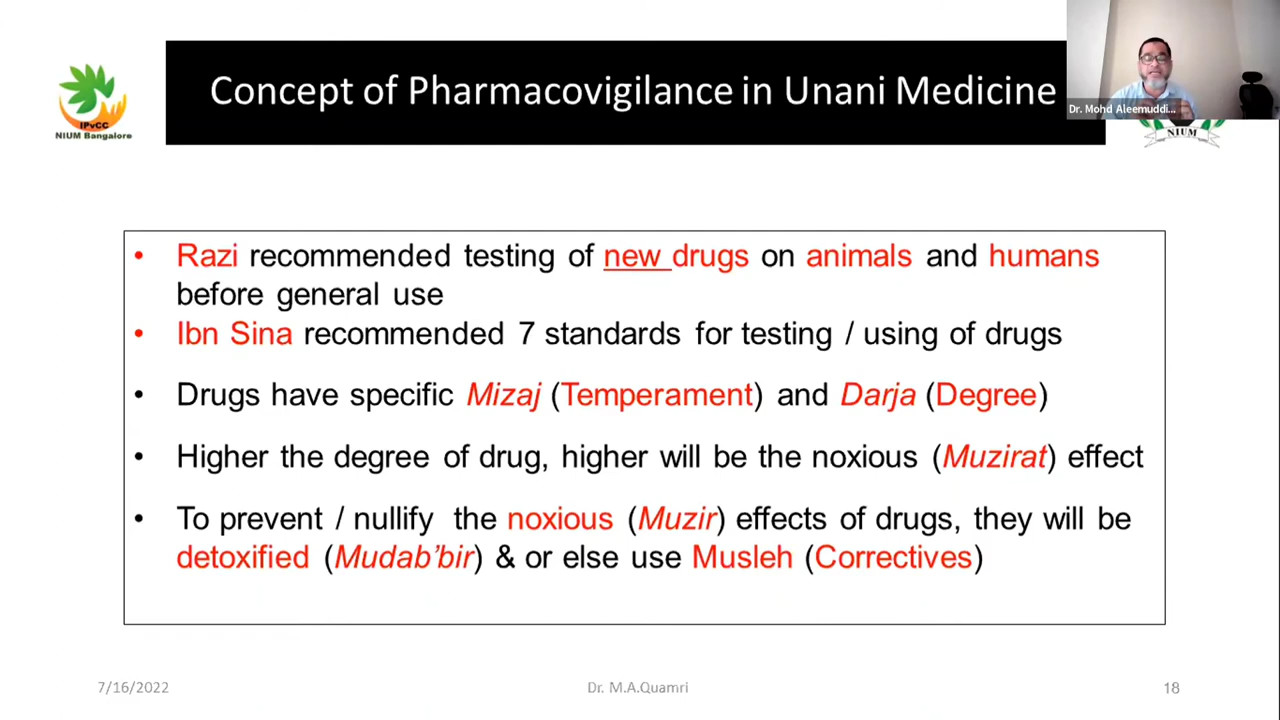 Concept of Pharmacovigilance in Unani Medicine
IPvCC
NIUM Bangalore
Dr. Mohd Aleemuddi...
NIUM
• Razi recommended testing of new drugs on animals and humans
before general use
• Ibn Sina recommended 7 standards for testing / using of drugs
• Drugs have specific Mizaj (Temperament) and Darja (Degree)
• Higher the degree of drug, higher will be the noxious (Muzirat) effect
• To prevent / nullify the noxious (Muzir) effects of drugs, they will be
detoxified (Mudab’bir) & or else use Musleh (Correctives)
7/16/2022
Dr. M.A.Quamri
18